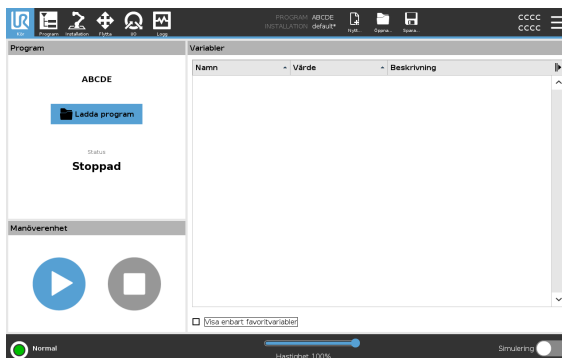 UR
PROGRAM ABCDE
INSTALLATION default*
CCCC
CCCC
Kör Program Installation Flytta I/O Logg Nytt... Öppna... Spara...
Program
Variabler
Namn Värde Beskrivning
ABCDE
Ladda program
Status
Stoppad
Manöverenhet
Visa enbart favoritvariabler
Normal
Hastighet 100%
Simulering